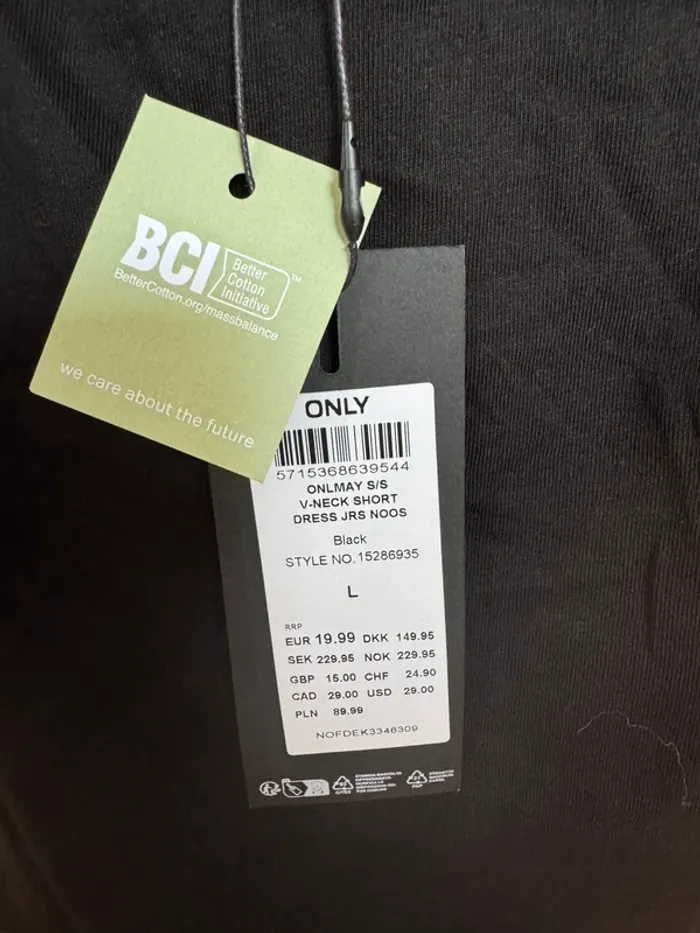 BCI
Better
Cotton
Initiative™
BetterCotton.org/massbalance
we care about the future
ONLY
5715368639544
ONLMAY S/S
V-NECK SHORT
DRESS JRS NOOS
Black
STYLE NO. 15286935
L
RRP
EUR 19.99 DKK 149.95
SEK 229.95 NOK 229.95
GBP 15.00 CHF 24.90
CAD 29.00 USD 29.00
PLN 89.99
NOFDEK3346309
PAP